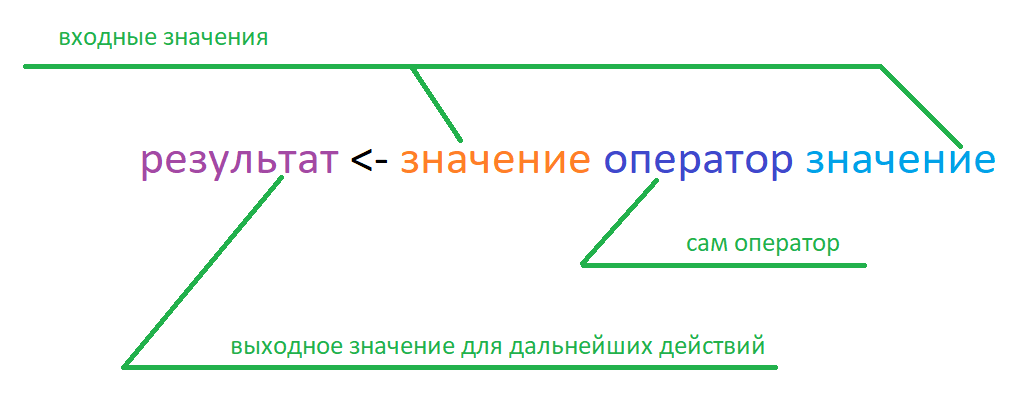 входные значения
результат <- значение оператор значение
сам оператор
выходное значение для дальнейших действий